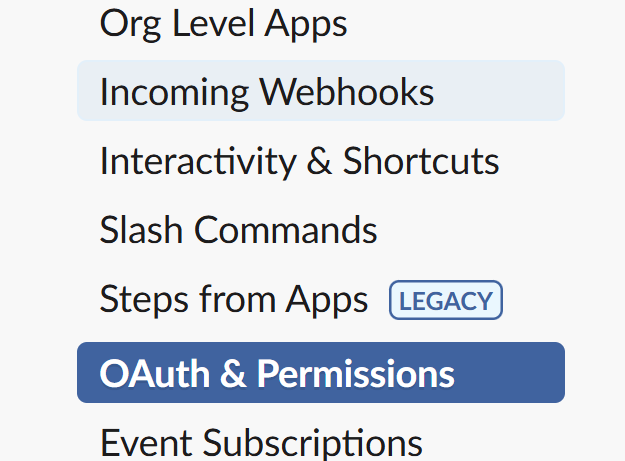 Org Level Apps
Incoming Webhooks
Interactivity & Shortcuts
Slash Commands
Steps from Apps LEGACY
OAuth & Permissions
Event Subscriptions